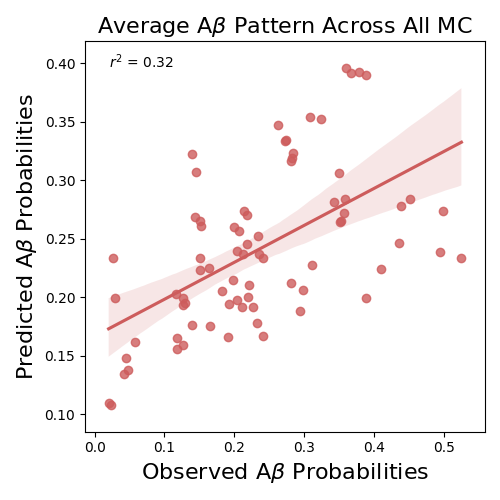 Average Aβ Pattern Across All MC
r² = 0.32
Predicted Aβ Probabilities
0.40
0.35
0.30
0.25
0.20
0.15
0.10
0.0 0.1 0.2 0.3 0.4 0.5
Observed Aβ Probabilities